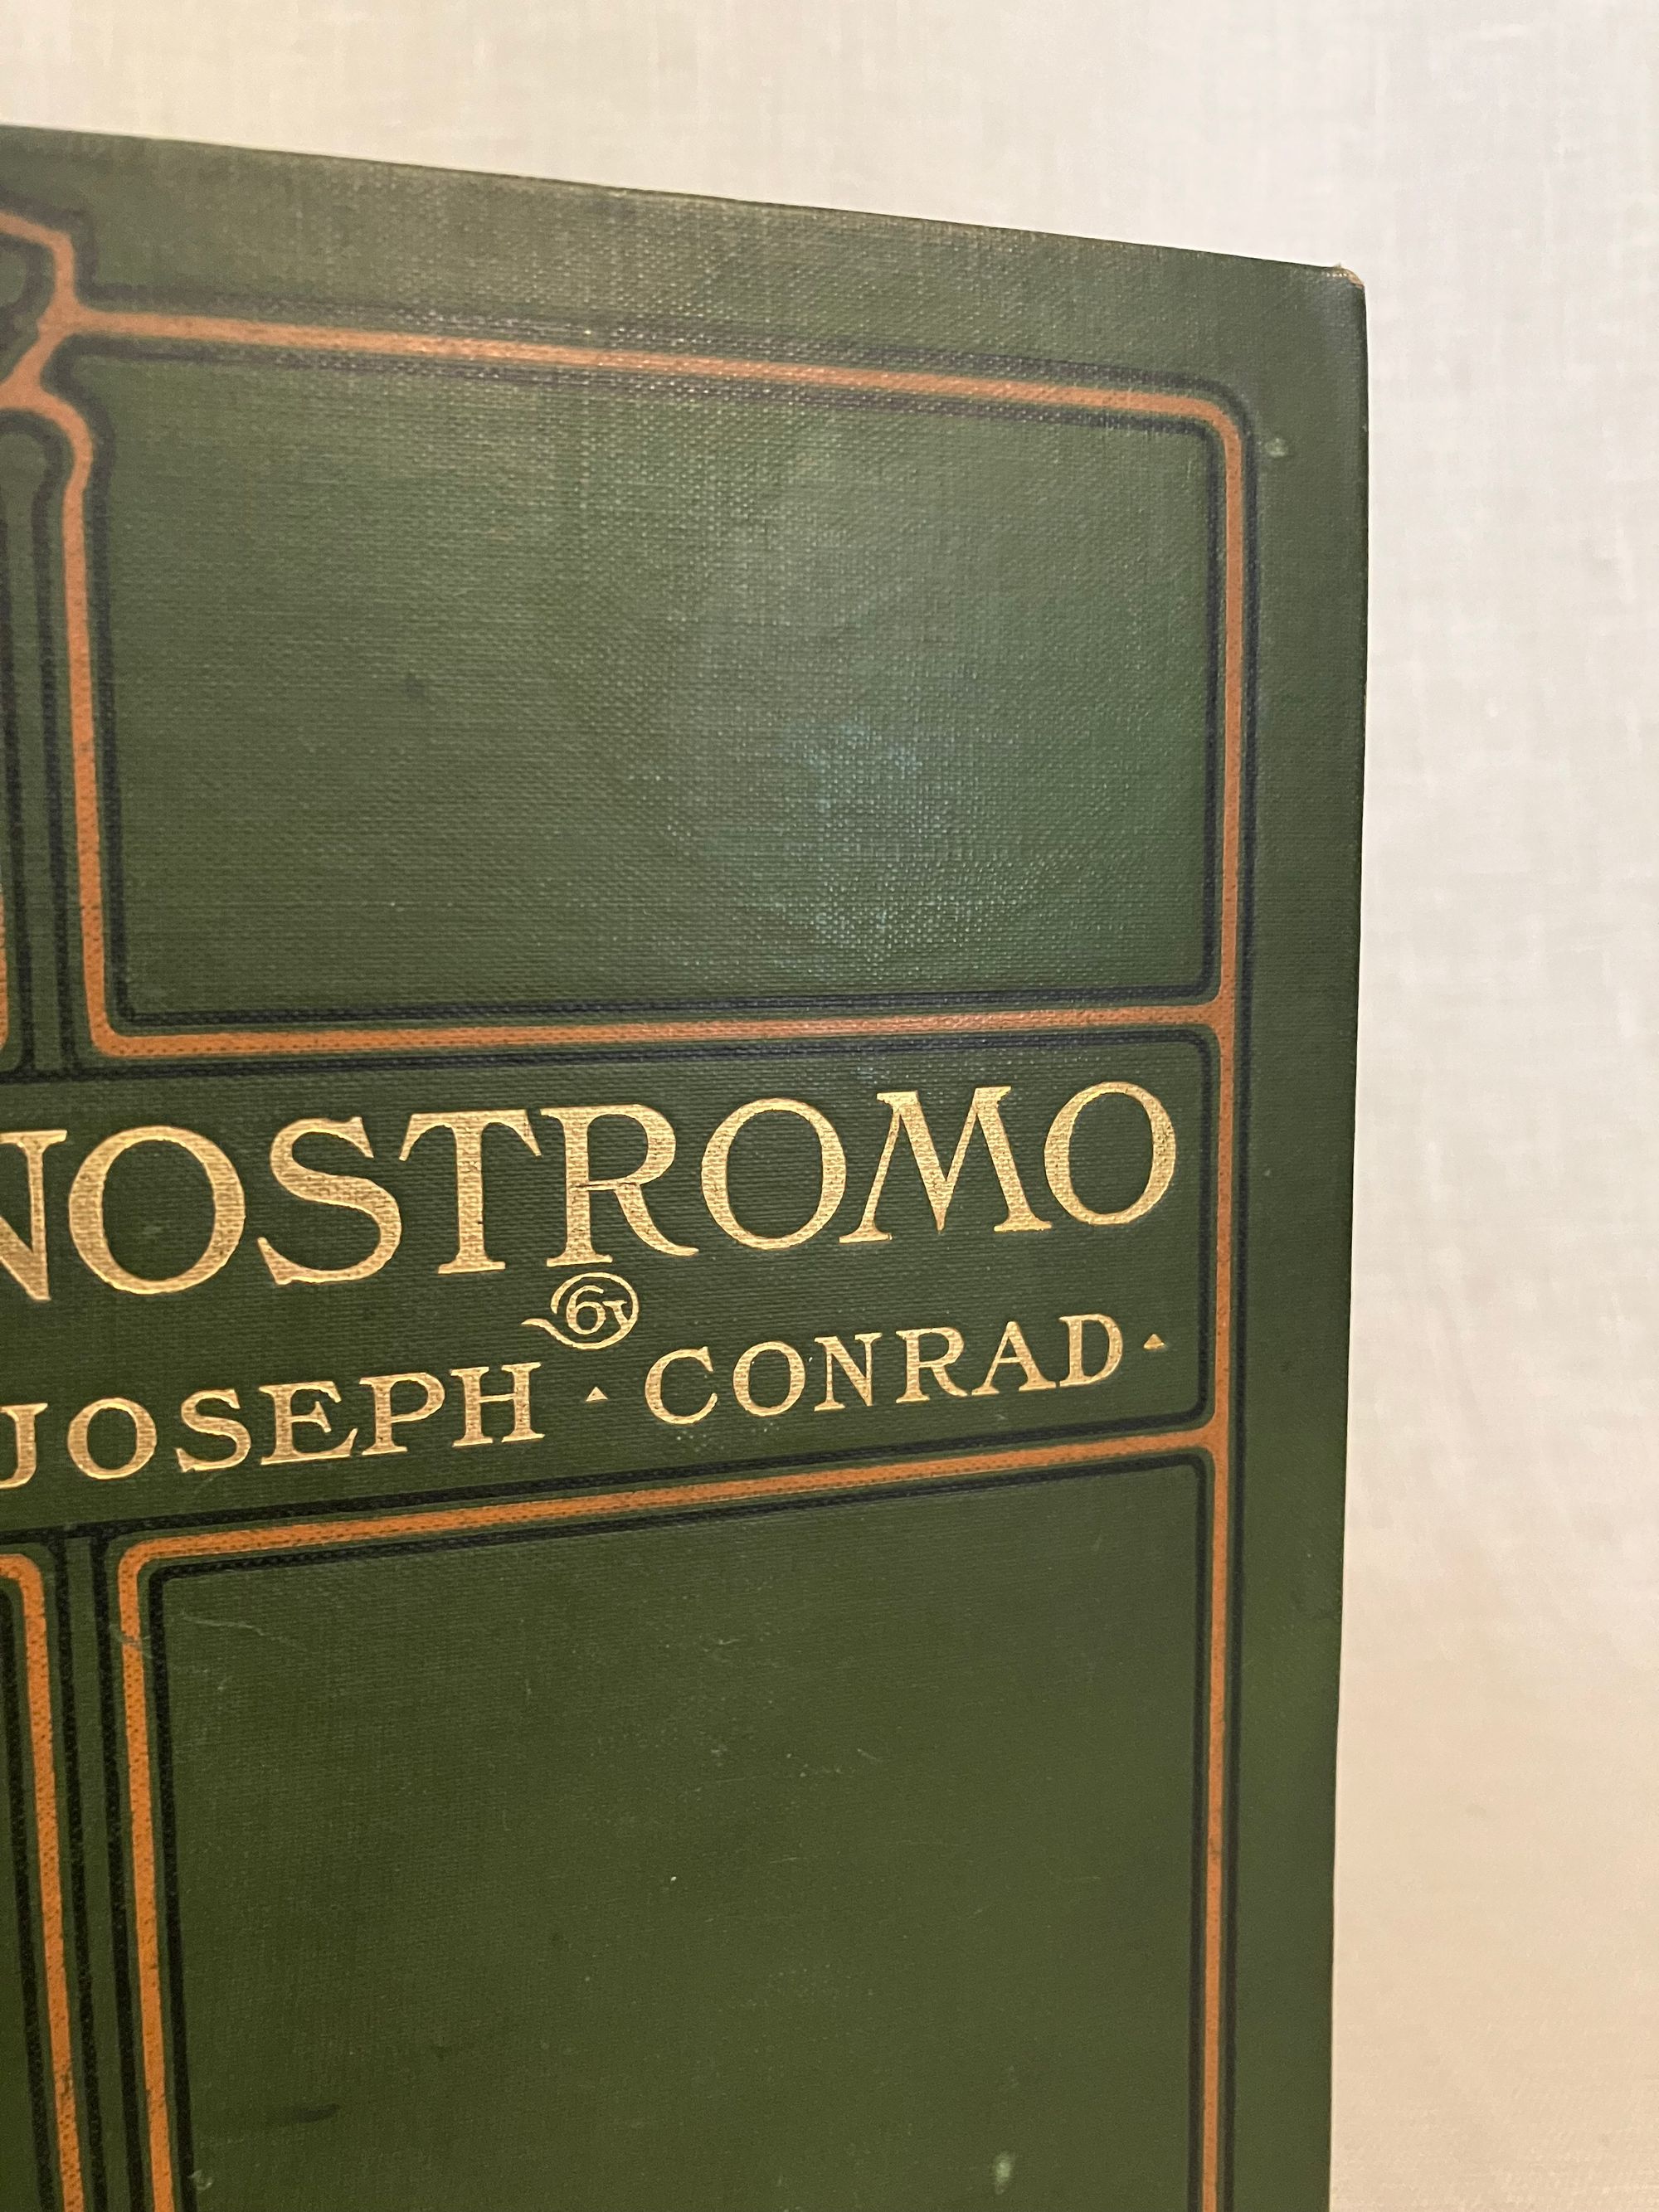 NOSTROMO
By
JOSEPH · CONRAD ·